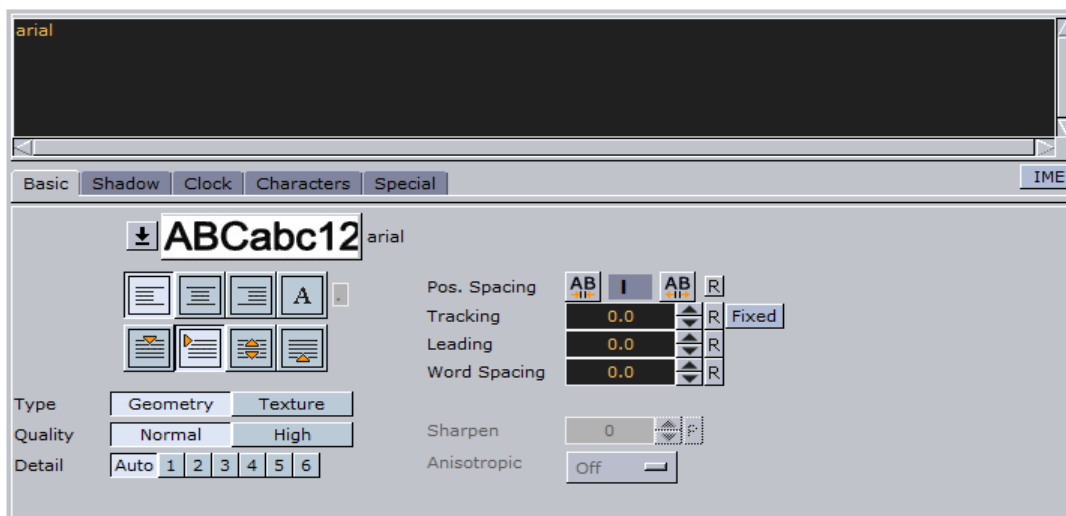 arial
Basic Shadow Clock Characters Special IME
ABCabc12 arial
A .
Pos. Spacing AB I AB R
Tracking 0.0 R Fixed
Leading 0.0 R
Word Spacing 0.0 R
Type Geometry Texture
Quality Normal High
Sharpen 0 R
Detail Auto 1 2 3 4 5 6
Anisotropic Off